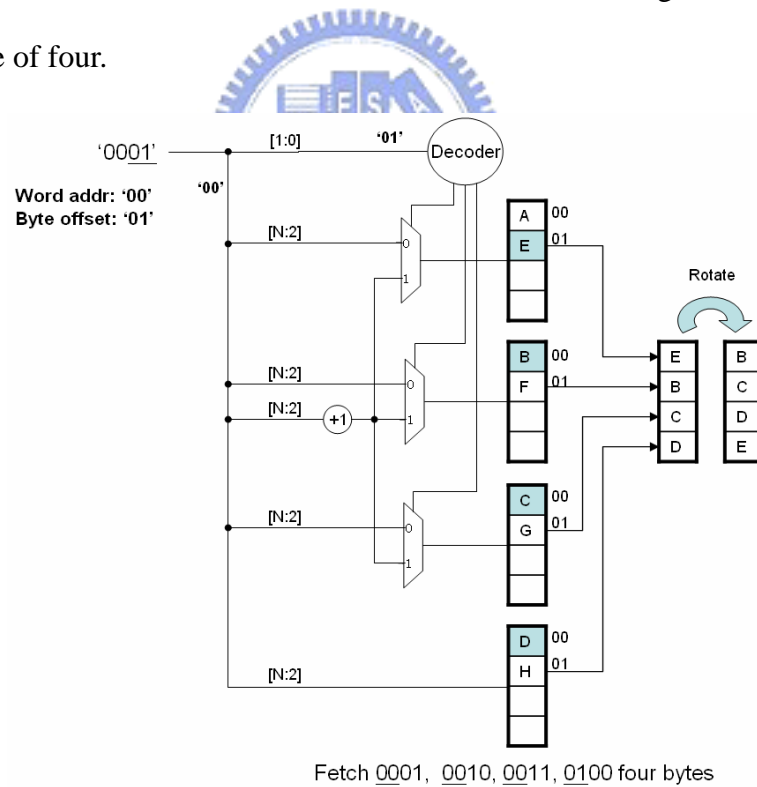 e of four.
'0001'
[1:0]
'01'
Decoder
Word addr: '00'
Byte offset: '01'
'00'
[N:2]
0
1
A
00
E
01
Rotate
[N:2]
0
[N:2]
+1
1
B
00
F
01
E
B
C
D
B
C
D
E
[N:2]
0
1
C
00
G
01
[N:2]
D
00
H
01
Fetch 0001, 0010, 0011, 0100 four bytes